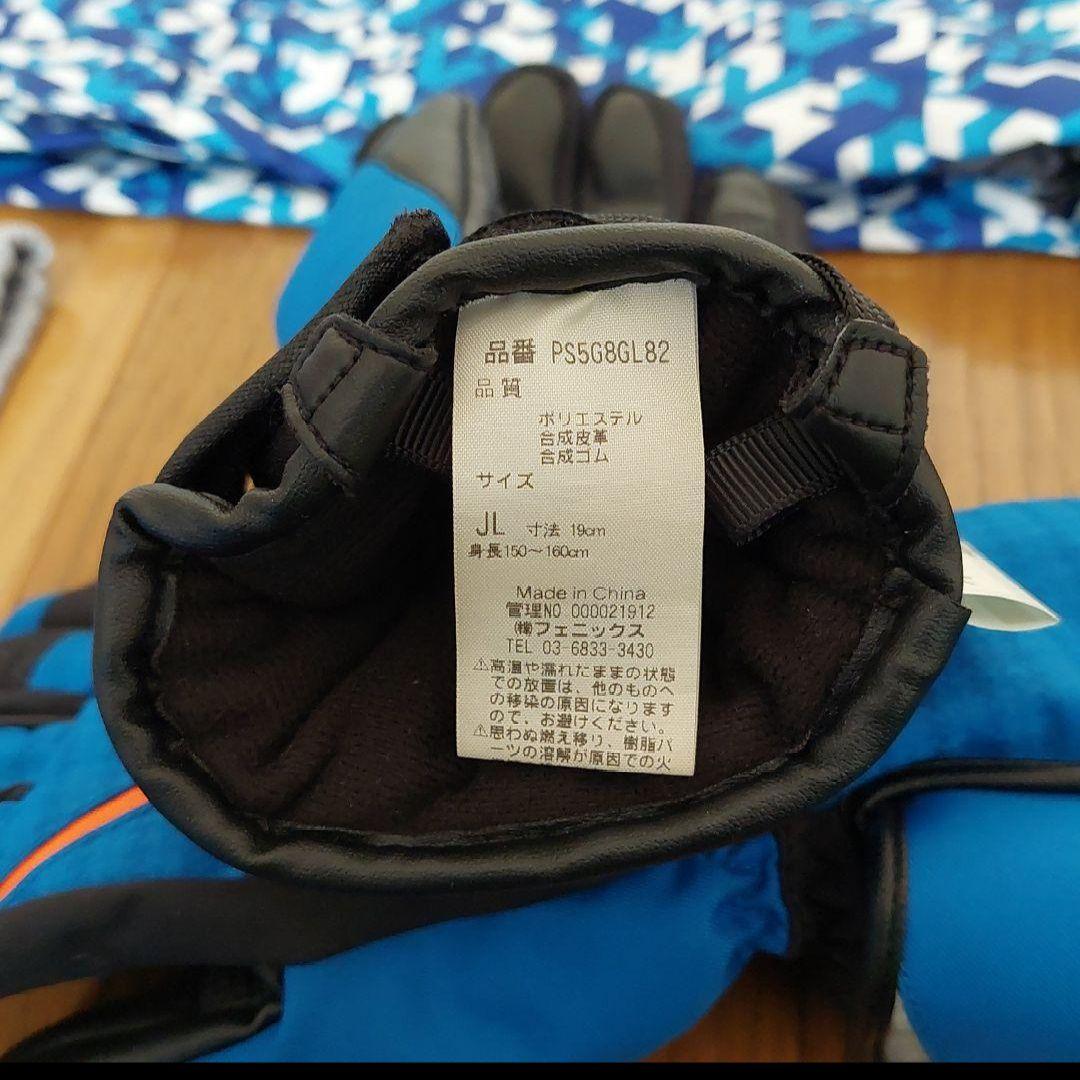 品番 PS5G8GL82
品質
ポリエステル
合成皮革
合成ゴム
サイズ
JL 寸法 19cm
身長150～160cm
Made in China
管理NO 000021912
㈱フェニックス
TEL 03-6833-3430
⚠高温や濡れたままの状態
での放置は、他のものへ
の移染の原因になります
ので、お避けください。
⚠思わぬ燃え移り、樹脂パ
ーツの溶解が原因での火